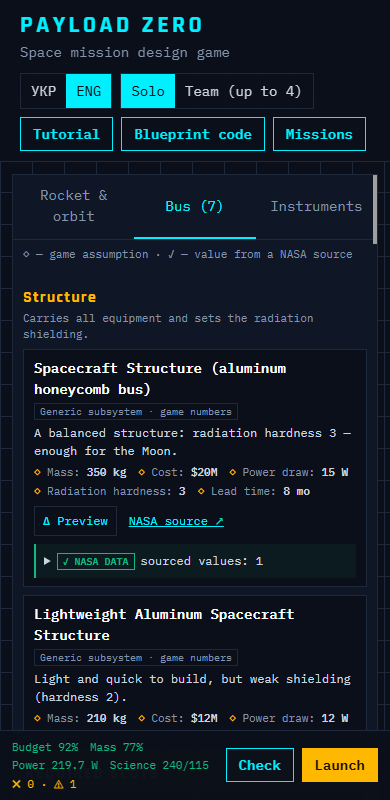 PAYLOAD ZERO
Space mission design game
УКР ENG Solo Team (up to 4)
Tutorial Blueprint code Missions
Rocket & orbit Bus (7) Instruments
◇ — game assumption · ✓ — value from a NASA source
Structure
Carries all equipment and sets the radiation
shielding.
Spacecraft Structure (aluminum
honeycomb bus)
Generic subsystem · game numbers
A balanced structure: radiation hardness 3 —
enough for the Moon.
◇ Mass: 350 kg ◇ Cost: $20M ◇ Power draw: 15 W
◇ Radiation hardness: 3 ◇ Lead time: 8 mo
Δ Preview NASA source ↗
▶ ✓ NASA DATA sourced values: 1
Lightweight Aluminum Spacecraft
Structure
Generic subsystem · game numbers
Light and quick to build, but weak shielding
(hardness 2).
◇ Mass: 210 kg ◇ Cost: $12M ◇ Power draw: 12 W
Budget 92% Mass 77%
Power 219.7 W Science 240/115
✕ 0 · ⚠ 1
Check Launch